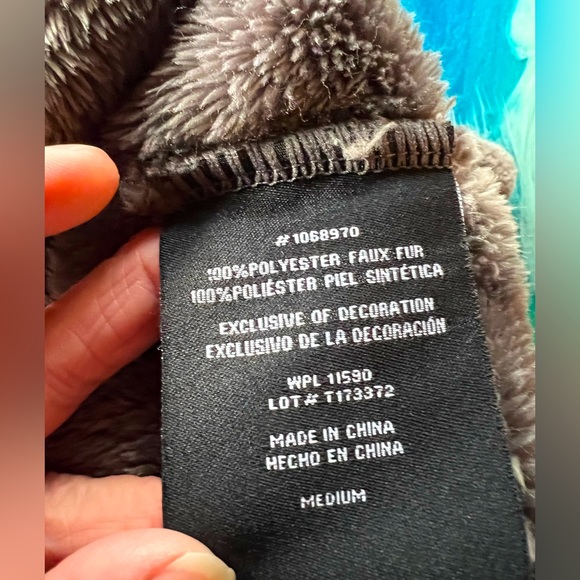 #1068970
100%POLYESTER FAUX FUR
100%POLIÉSTER PIEL SINTÉTICA
EXCLUSIVE OF DECORATION
EXCLUSIVO DE LA DECORACIÓN
WPL 11590
LOT# T173372
MADE IN CHINA
HECHO EN CHINA
MEDIUM